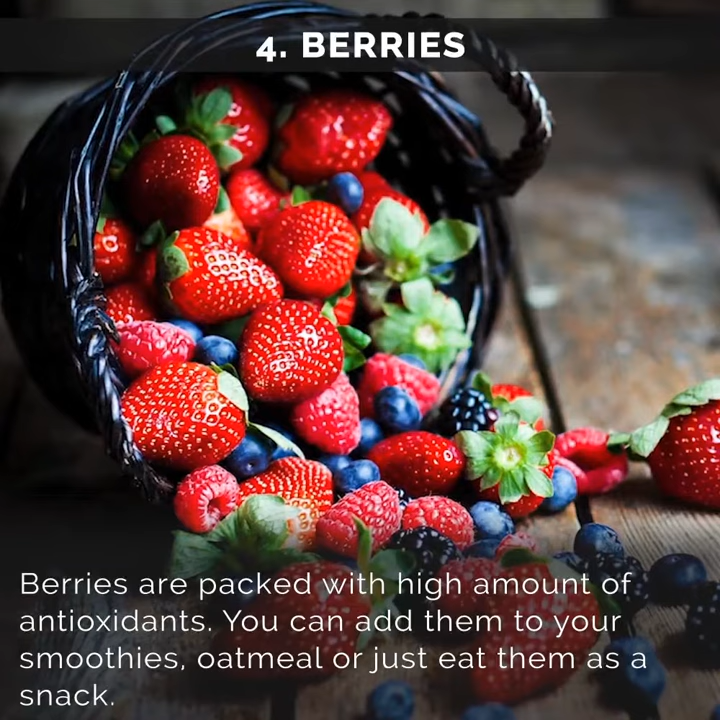 4. BERRIES
Berries are packed with high amount of
antioxidants. You can add them to your
smoothies, oatmeal or just eat them as a
snack.